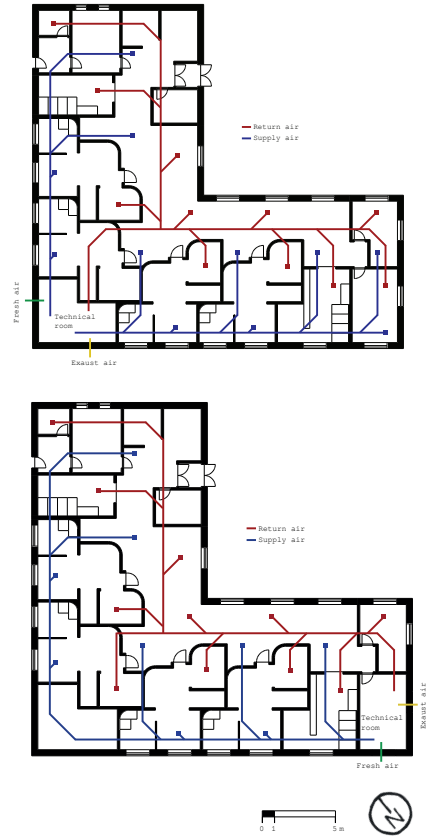 Return air
Supply air
Fresh air
Technical
room
Exaust air
Return air
Supply air
Exaust air
Technical
room
Fresh air
0 1 5 m
N